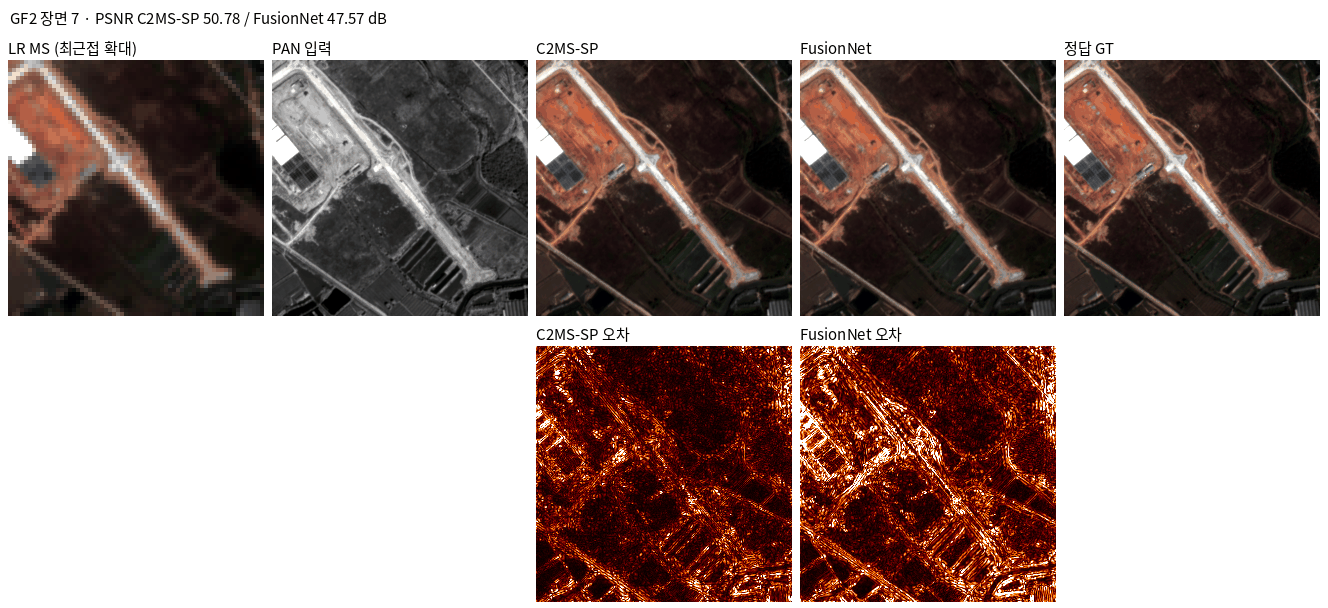 GF2 장면 7 · PSNR C2MS-SP 50.78 / FusionNet 47.57 dB
LR MS (최근접 확대)
PAN 입력
C2MS-SP
FusionNet
정답 GT
C2MS-SP 오차
FusionNet 오차